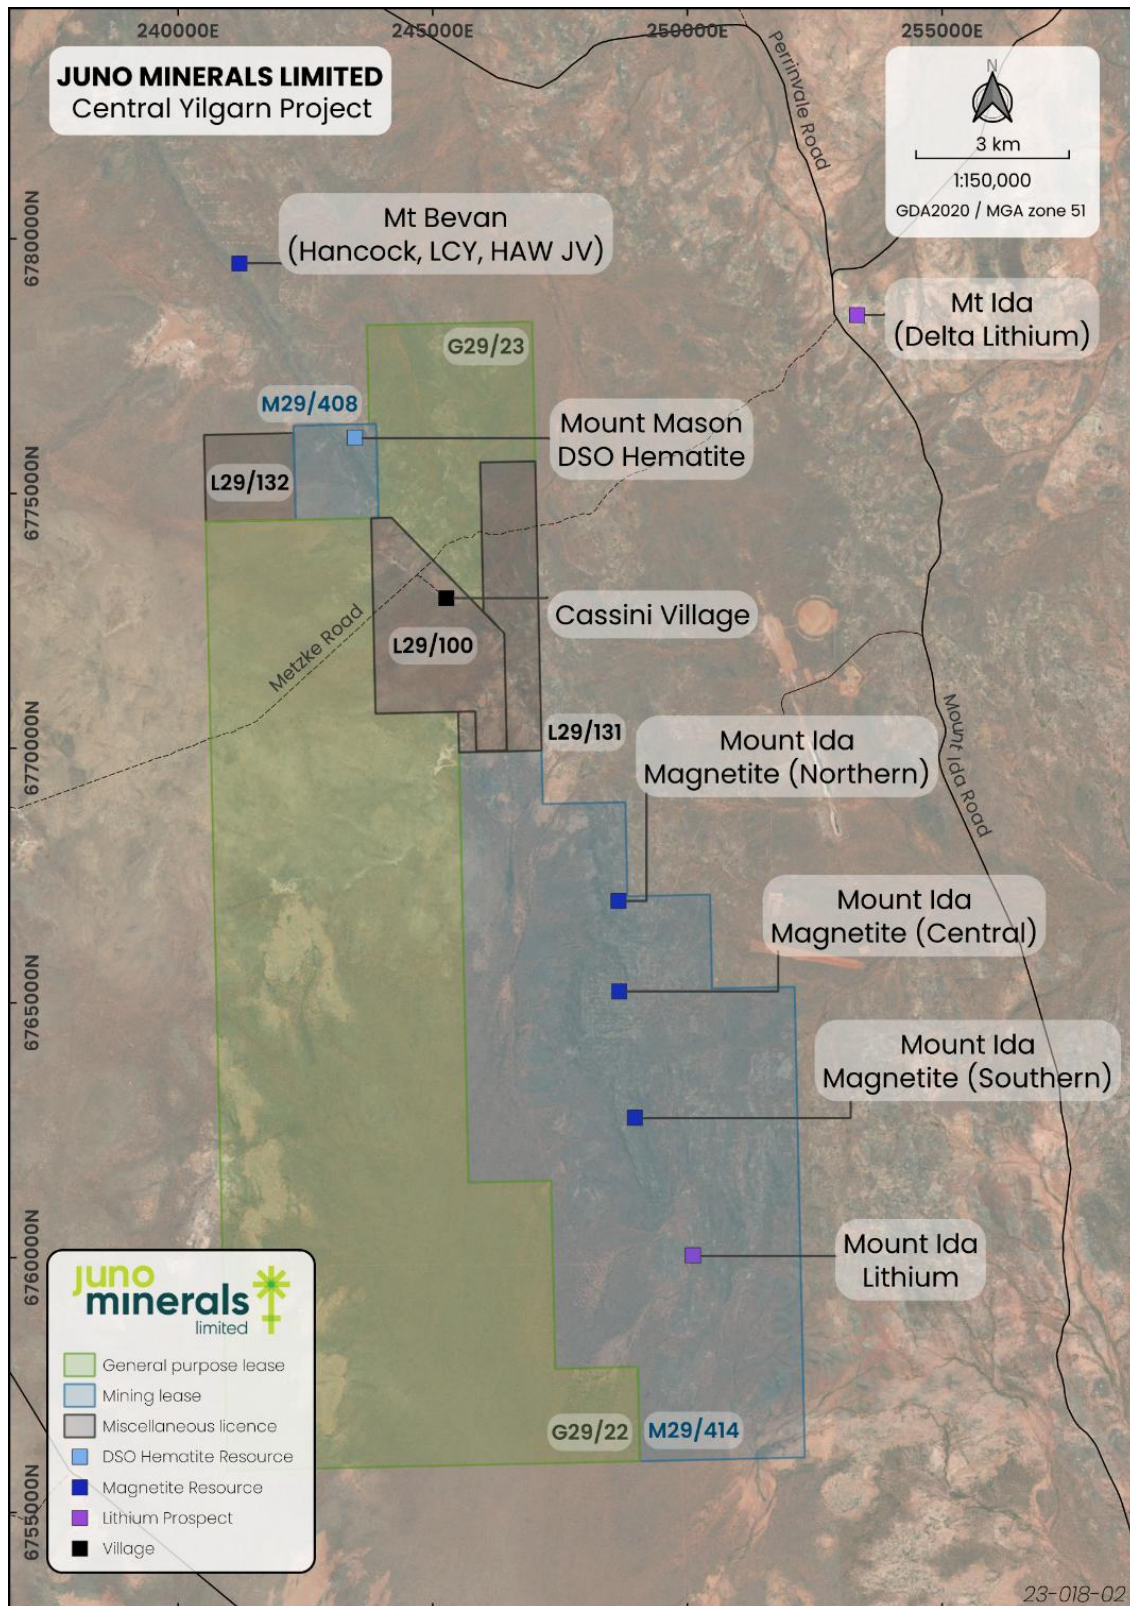 240000E
245000E
250000E
255000E
JUNO MINERALS LIMITED
Central Yilgarn Project
Perrinvale Road
N
3 km
1:150,000
GDA2020 / MGA zone 51
6780000N
Mt Bevan
(Hancock, LCY, HAW JV)
Mt Ida
(Delta Lithium)
G29/23
M29/408
Mount Mason
DSO Hematite
L29/132
6775000N
Cassini Village
L29/100
Metzke Road
L29/131
6770000N
Mount Ida
Magnetite (Northern)
Mount Ida Road
Mount Ida
Magnetite (Central)
6765000N
Mount Ida
Magnetite (Southern)
6760000N
Mount Ida
Lithium
juno
minerals
limited
General purpose lease
Mining lease
Miscellaneous licence
DSO Hematite Resource
Magnetite Resource
Lithium Prospect
Village
G29/22
M29/414
6755000N
23-018-02